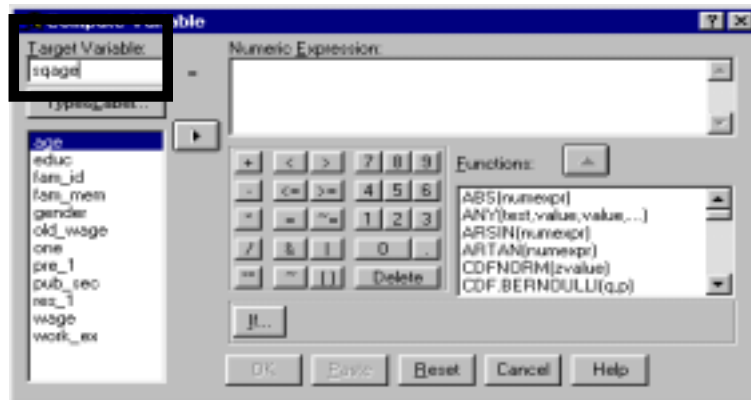 Compute Variable
Target Variable:
sqage
=
Numeric Expression:
Type&Label...
age
educ
fam_id
fam_mem
gender
old_wage
one
pre_1
pub_sec
res_1
wage
work_ex
+ < > 7 8 9
- <= >= 4 5 6
* = ~= 1 2 3
/ & | 0 .
** ~ () Delete
Functions:
ABS(numexpr)
ANY(test,value,value,...)
ARSIN(numexpr)
ARTAN(numexpr)
CDFNORM(zvalue)
CDF.BERNOULLI(q,p)
If...
OK Paste Reset Cancel Help